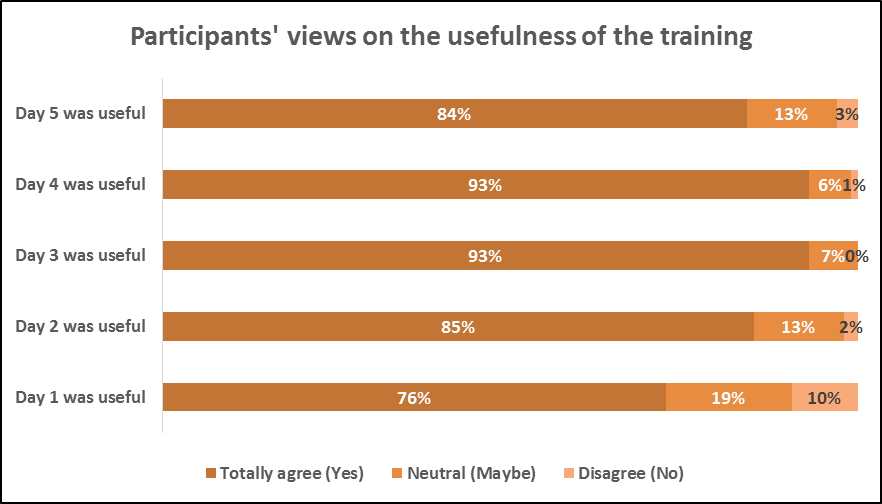 Participants' views on the usefulness of the training
Day 5 was useful 84% 13% 3%
Day 4 was useful 93% 6% 1%
Day 3 was useful 93% 7% 0%
Day 2 was useful 85% 13% 2%
Day 1 was useful 76% 19% 10%
Totally agree (Yes) Neutral (Maybe) Disagree (No)